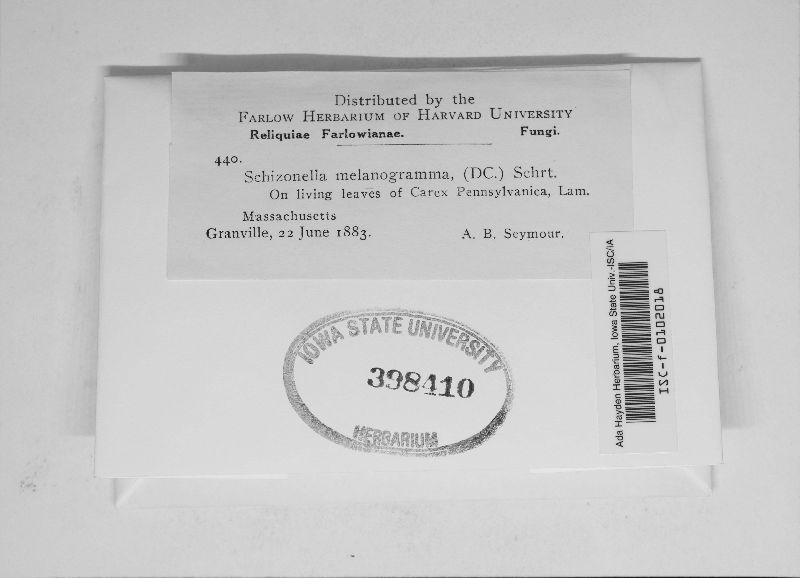 Distributed by the
FARLOW HERBARIUM OF HARVARD UNIVERSITY
Reliquiae Farlowianae. Fungi.
440.
Schizonella melanogramma, (DC.) Schrt.
On living leaves of Carex Pennsylvanica, Lam.
Massachusetts
Granville, 22 June 1883. A. B. Seymour.
IOWA STATE UNIVERSITY
398410
HERBARIUM
Ada Hayden Herbarium, Iowa State Univ.-ISC/IA
ISC-f-0102018